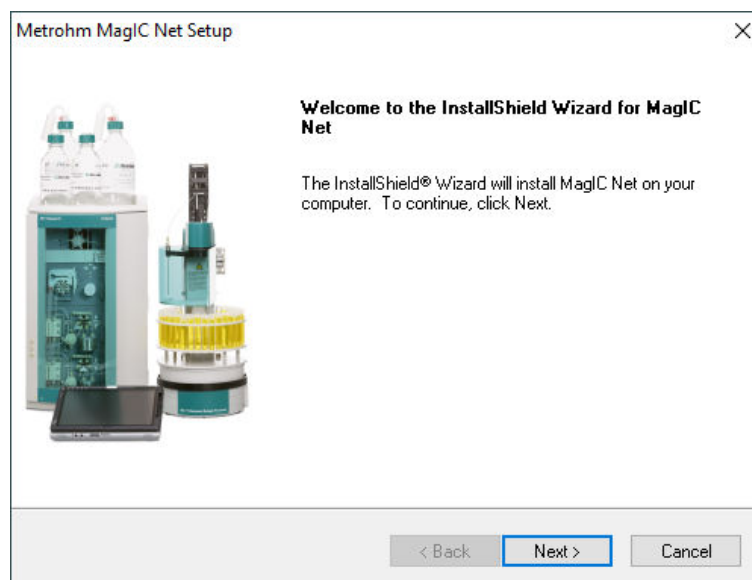 Metrohm MagIC Net Setup
Welcome to the InstallShield Wizard for MagIC
Net
The InstallShield® Wizard will install MagIC Net on your
computer. To continue, click Next.
< Back
Next >
Cancel